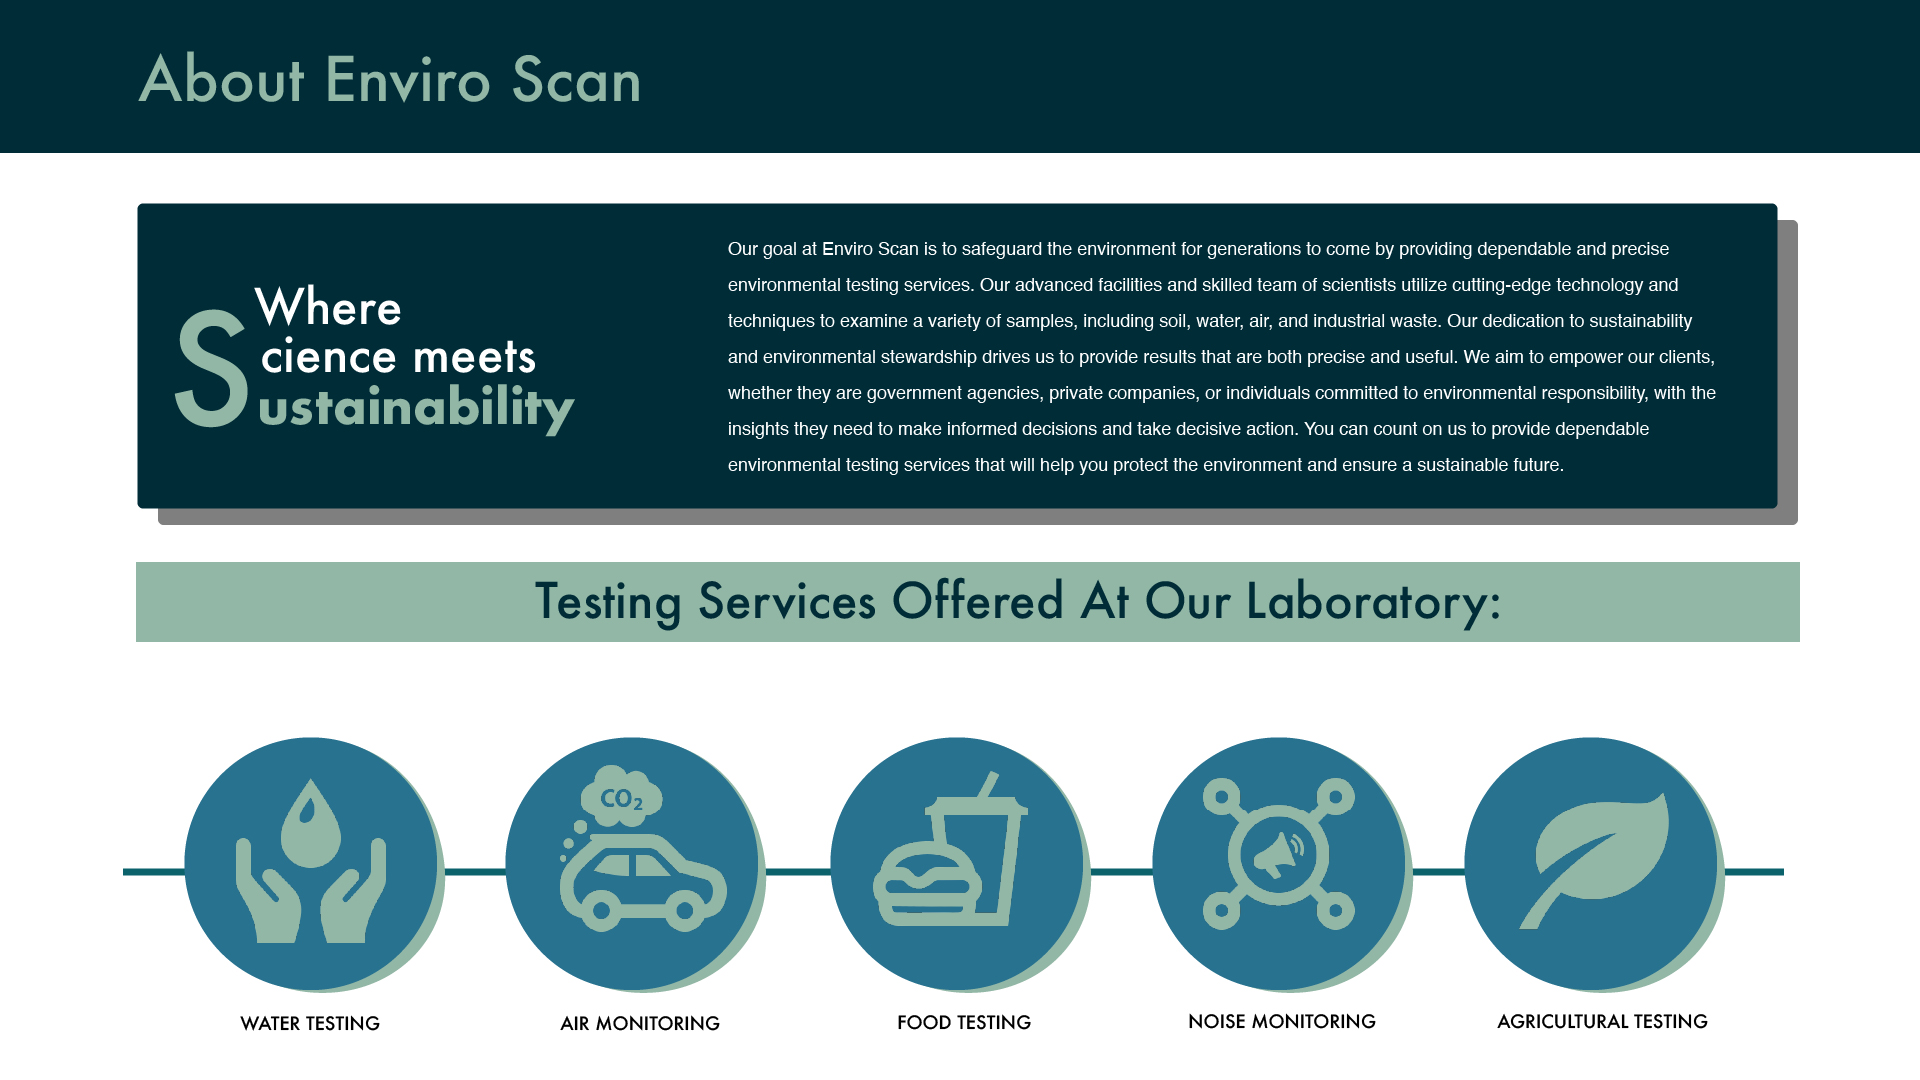 About Enviro Scan
Where
Science meets
Sustainability
Our goal at Enviro Scan is to safeguard the environment for generations to come by providing dependable and precise
environmental testing services. Our advanced facilities and skilled team of scientists utilize cutting-edge technology and
techniques to examine a variety of samples, including soil, water, air, and industrial waste. Our dedication to sustainability
and environmental stewardship drives us to provide results that are both precise and useful. We aim to empower our clients,
whether they are government agencies, private companies, or individuals committed to environmental responsibility, with the
insights they need to make informed decisions and take decisive action. You can count on us to provide dependable
environmental testing services that will help you protect the environment and ensure a sustainable future.
Testing Services Offered At Our Laboratory:
CO₂
WATER TESTING
AIR MONITORING
FOOD TESTING
NOISE MONITORING
AGRICULTURAL TESTING